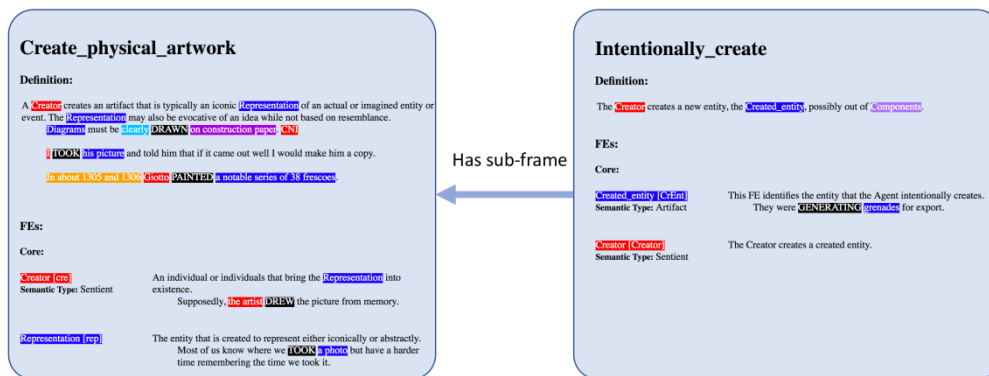 Create_physical_artwork
Definition:
A Creator creates an artifact that is typically an iconic Representation of an actual or imagined entity or
event. The Representation may also be evocative of an idea while not based on resemblance.
Diagrams must be clearly DRAWN on construction paper. CNI
I TOOK his picture and told him that if it came out well I would make him a copy.
In about 1305 and 1306 Giotto PAINTED a notable series of 38 frescoes.
FEs:
Core:
Creator [cre]
Semantic Type: Sentient
An individual or individuals that bring the Representation into
existence.
Supposedly, the artist DREW the picture from memory.
Representation [rep]
The entity that is created to represent either iconically or abstractly.
Most of us know where we TOOK a photo but have a harder
time remembering the time we took it.
Has sub-frame
Intentionally_create
Definition:
The Creator creates a new entity, the Created_entity, possibly out of Components.
FEs:
Core:
Created_entity [CrEnt]
Semantic Type: Artifact
This FE identifies the entity that the Agent intentionally creates.
They were GENERATING grenades for export.
Creator [Creator]
Semantic Type: Sentient
The Creator creates a created entity.